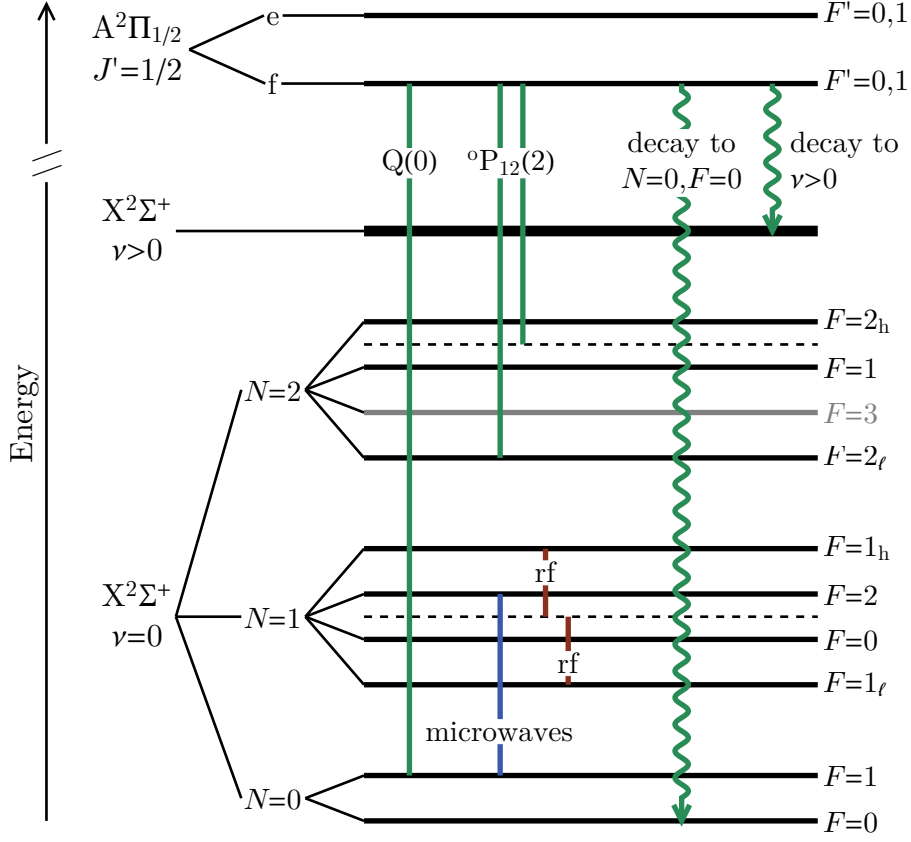 A²Π₁/₂
J'=1/2
e
F'=0,1
f
F'=0,1
Q(0)
ᵒP₁₂(2)
decay to
N=0,F=0
decay to
ν>0
X²Σ⁺
ν>0
Energy
N=2
F=2ₕ
F=1
F=3
F=2ℓ
X²Σ⁺
ν=0
N=1
F=1ₕ
rf
F=2
F=0
rf
F=1ℓ
microwaves
N=0
F=1
F=0